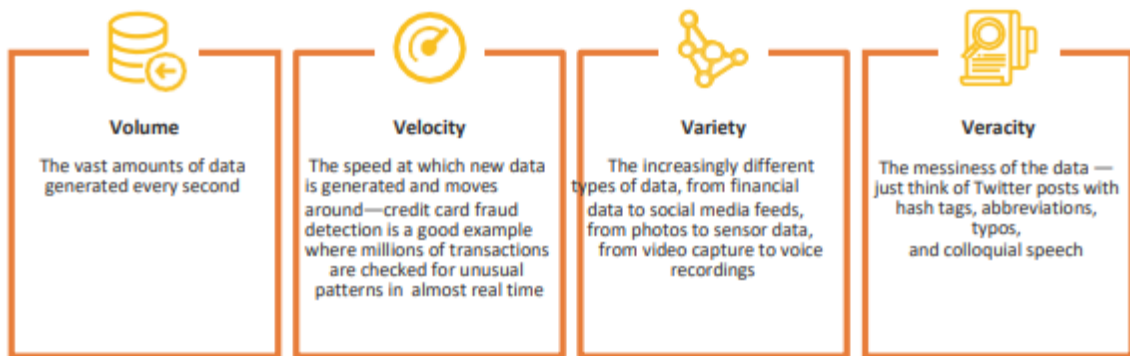 Volume
The vast amounts of data
generated every second
Velocity
The speed at which new data
is generated and moves
around—credit card fraud
detection is a good example
where millions of transactions
are checked for unusual
patterns in almost real time
Variety
The increasingly different
types of data, from financial
data to social media feeds,
from photos to sensor data,
from video capture to voice
recordings
Veracity
The messiness of the data —
just think of Twitter posts with
hash tags, abbreviations,
typos,
and colloquial speech